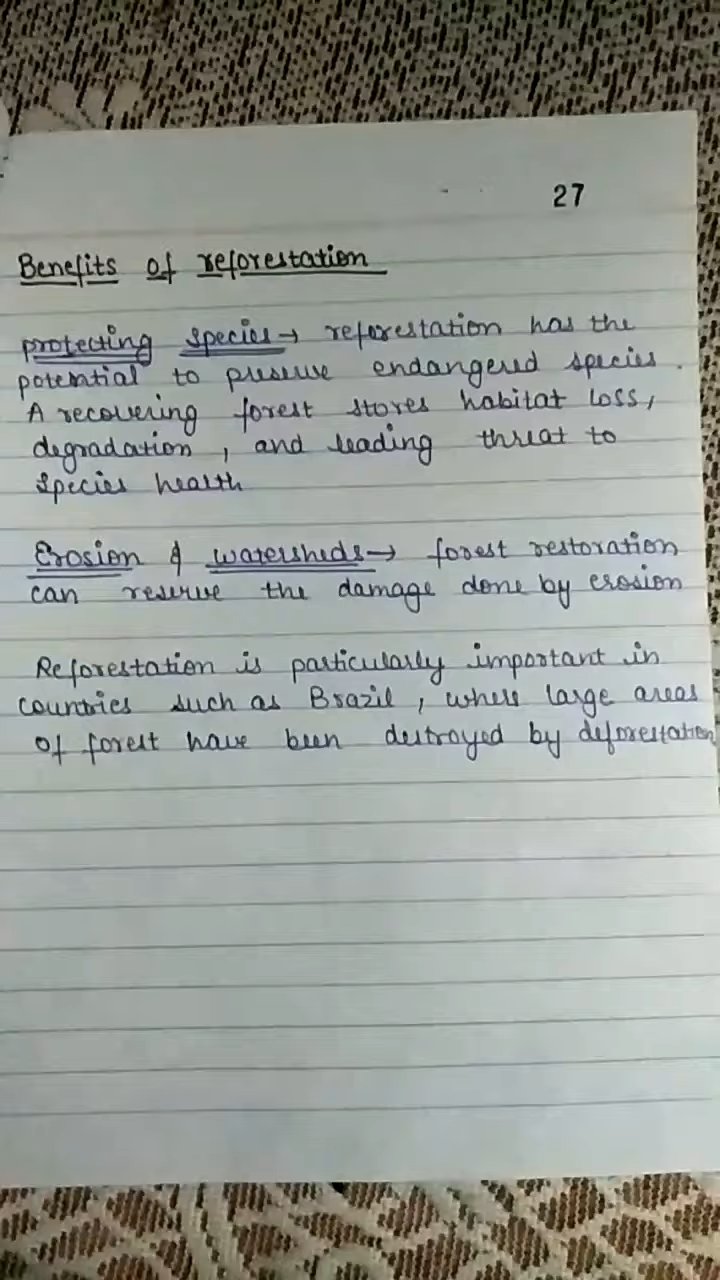 27
Benefits of reforestation
protecting species→ reforestation has the
potential to preserve endangered species.
A recovering forest stores habitat loss,
degradation, and leading threat to
species health
Erosion & watersheds→ forest restoration
can reserve the damage done by erosion
Reforestation is particularly important in
countries such as Brazil, where large areas
of forest have been destroyed by deforestation